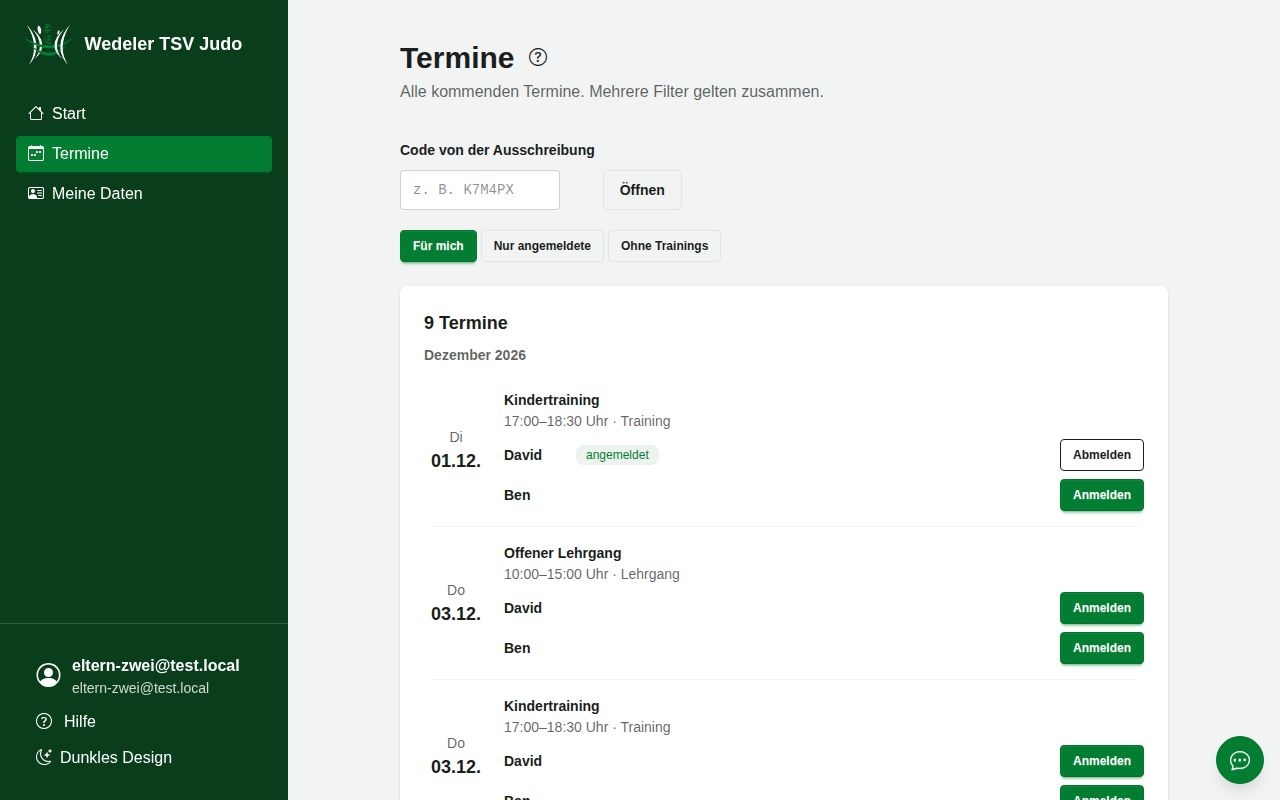 Wedeler TSV Judo
Start
Termine
Meine Daten
eltern-zwei@test.local
eltern-zwei@test.local
Hilfe
Dunkles Design
Termine
Alle kommenden Termine. Mehrere Filter gelten zusammen.
Code von der Ausschreibung
z. B. K7M4PX
Öffnen
Für mich
Nur angemeldete
Ohne Trainings
9 Termine
Dezember 2026
Di
01.12.
Kindertraining
17:00–18:30 Uhr · Training
David
angemeldet
Abmelden
Ben
Anmelden
Do
03.12.
Offener Lehrgang
10:00–15:00 Uhr · Lehrgang
David
Anmelden
Ben
Anmelden
Do
03.12.
Kindertraining
17:00–18:30 Uhr · Training
David
Anmelden
Ben
Anmelden